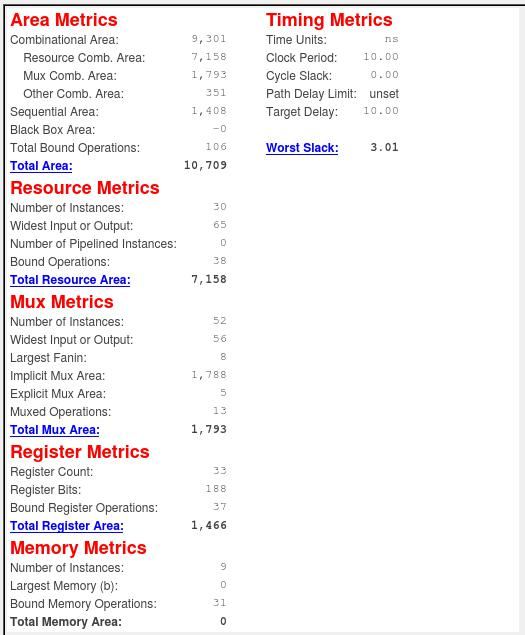 Area Metrics
Combinational Area: 9,301
Resource Comb. Area: 7,158
Mux Comb. Area: 1,793
Other Comb. Area: 351
Sequential Area: 1,408
Black Box Area: -0
Total Bound Operations: 106
Total Area: 10,709
Resource Metrics
Number of Instances: 30
Widest Input or Output: 65
Number of Pipelined Instances: 0
Bound Operations: 38
Total Resource Area: 7,158
Mux Metrics
Number of Instances: 52
Widest Input or Output: 56
Largest Fanin: 8
Implicit Mux Area: 1,788
Explicit Mux Area: 5
Muxed Operations: 13
Total Mux Area: 1,793
Register Metrics
Register Count: 33
Register Bits: 188
Bound Register Operations: 37
Total Register Area: 1,466
Memory Metrics
Number of Instances: 9
Largest Memory (b): 0
Bound Memory Operations: 31
Total Memory Area: 0
Timing Metrics
Time Units: ns
Clock Period: 10.00
Cycle Slack: 0.00
Path Delay Limit: unset
Target Delay: 10.00
Worst Slack: 3.01